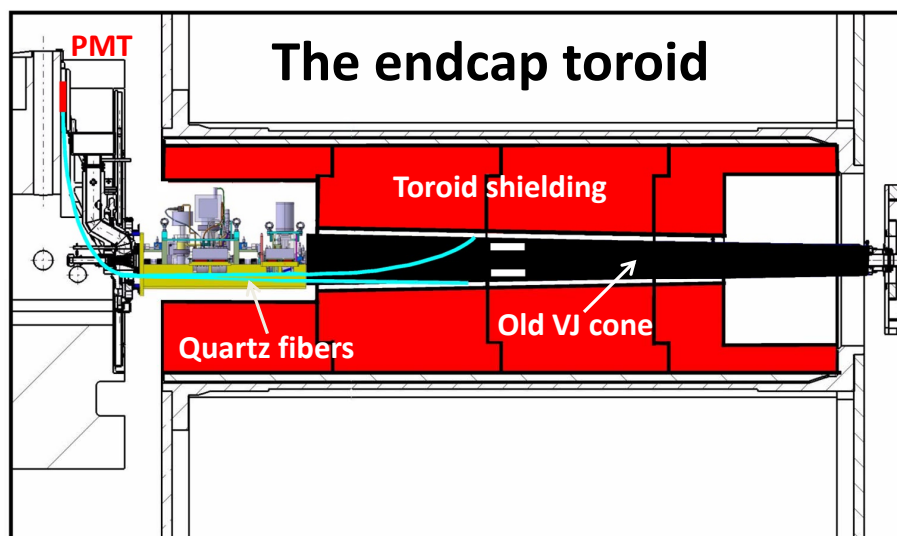 PMT
The endcap toroid
Toroid shielding
Old VJ cone
Quartz fibers